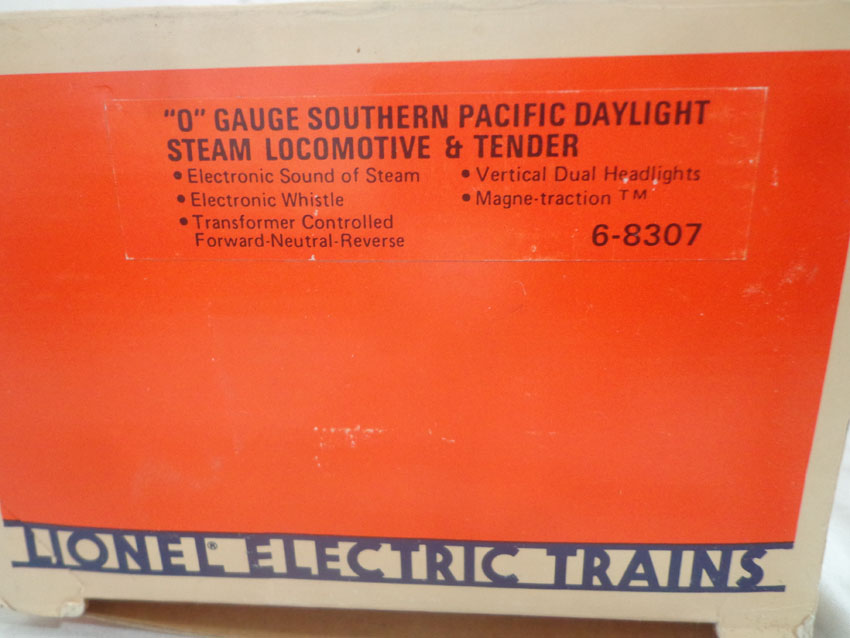 "O" GAUGE SOUTHERN PACIFIC DAYLIGHT
STEAM LOCOMOTIVE & TENDER
• Electronic Sound of Steam
• Electronic Whistle
• Transformer Controlled
Forward-Neutral-Reverse
• Vertical Dual Headlights
• Magne-traction ™
6-8307
LIONEL® ELECTRIC TRAINS